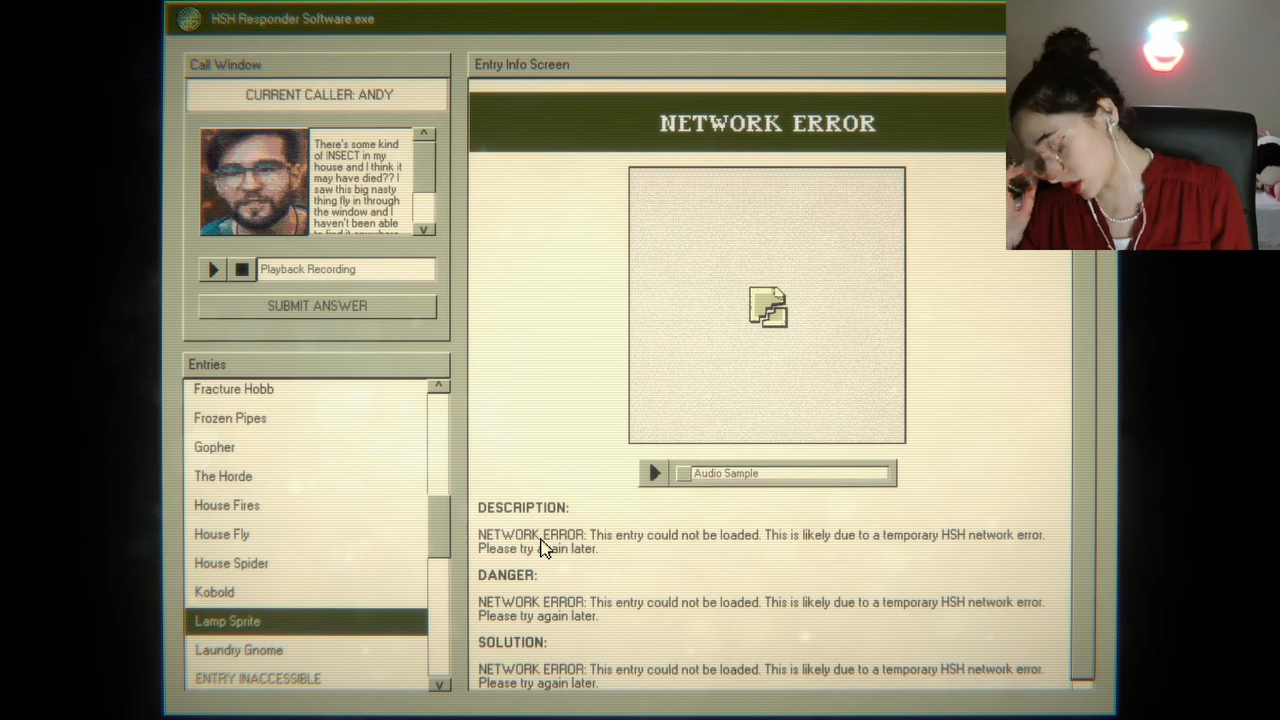 HSH Responder Software.exe
Call Window
CURRENT CALLER: ANDY
There's some kind
of INSECT in my
house and I think it
may have died?? I
saw this big nasty
thing fly in through
the window and I
haven't been able
to find it anywhere
Playback Recording
SUBMIT ANSWER
Entries
Fracture Hobb
Frozen Pipes
Gopher
The Horde
House Fires
House Fly
House Spider
Kobold
Lamp Sprite
Laundry Gnome
ENTRY INACCESSIBLE
Entry Info Screen
NETWORK ERROR
Audio Sample
DESCRIPTION:
NETWORK ERROR: This entry could not be loaded. This is likely due to a temporary HSH network error.
Please try again later.
DANGER:
NETWORK ERROR: This entry could not be loaded. This is likely due to a temporary HSH network error.
Please try again later.
SOLUTION:
NETWORK ERROR: This entry could not be loaded. This is likely due to a temporary HSH network error.
Please try again later.